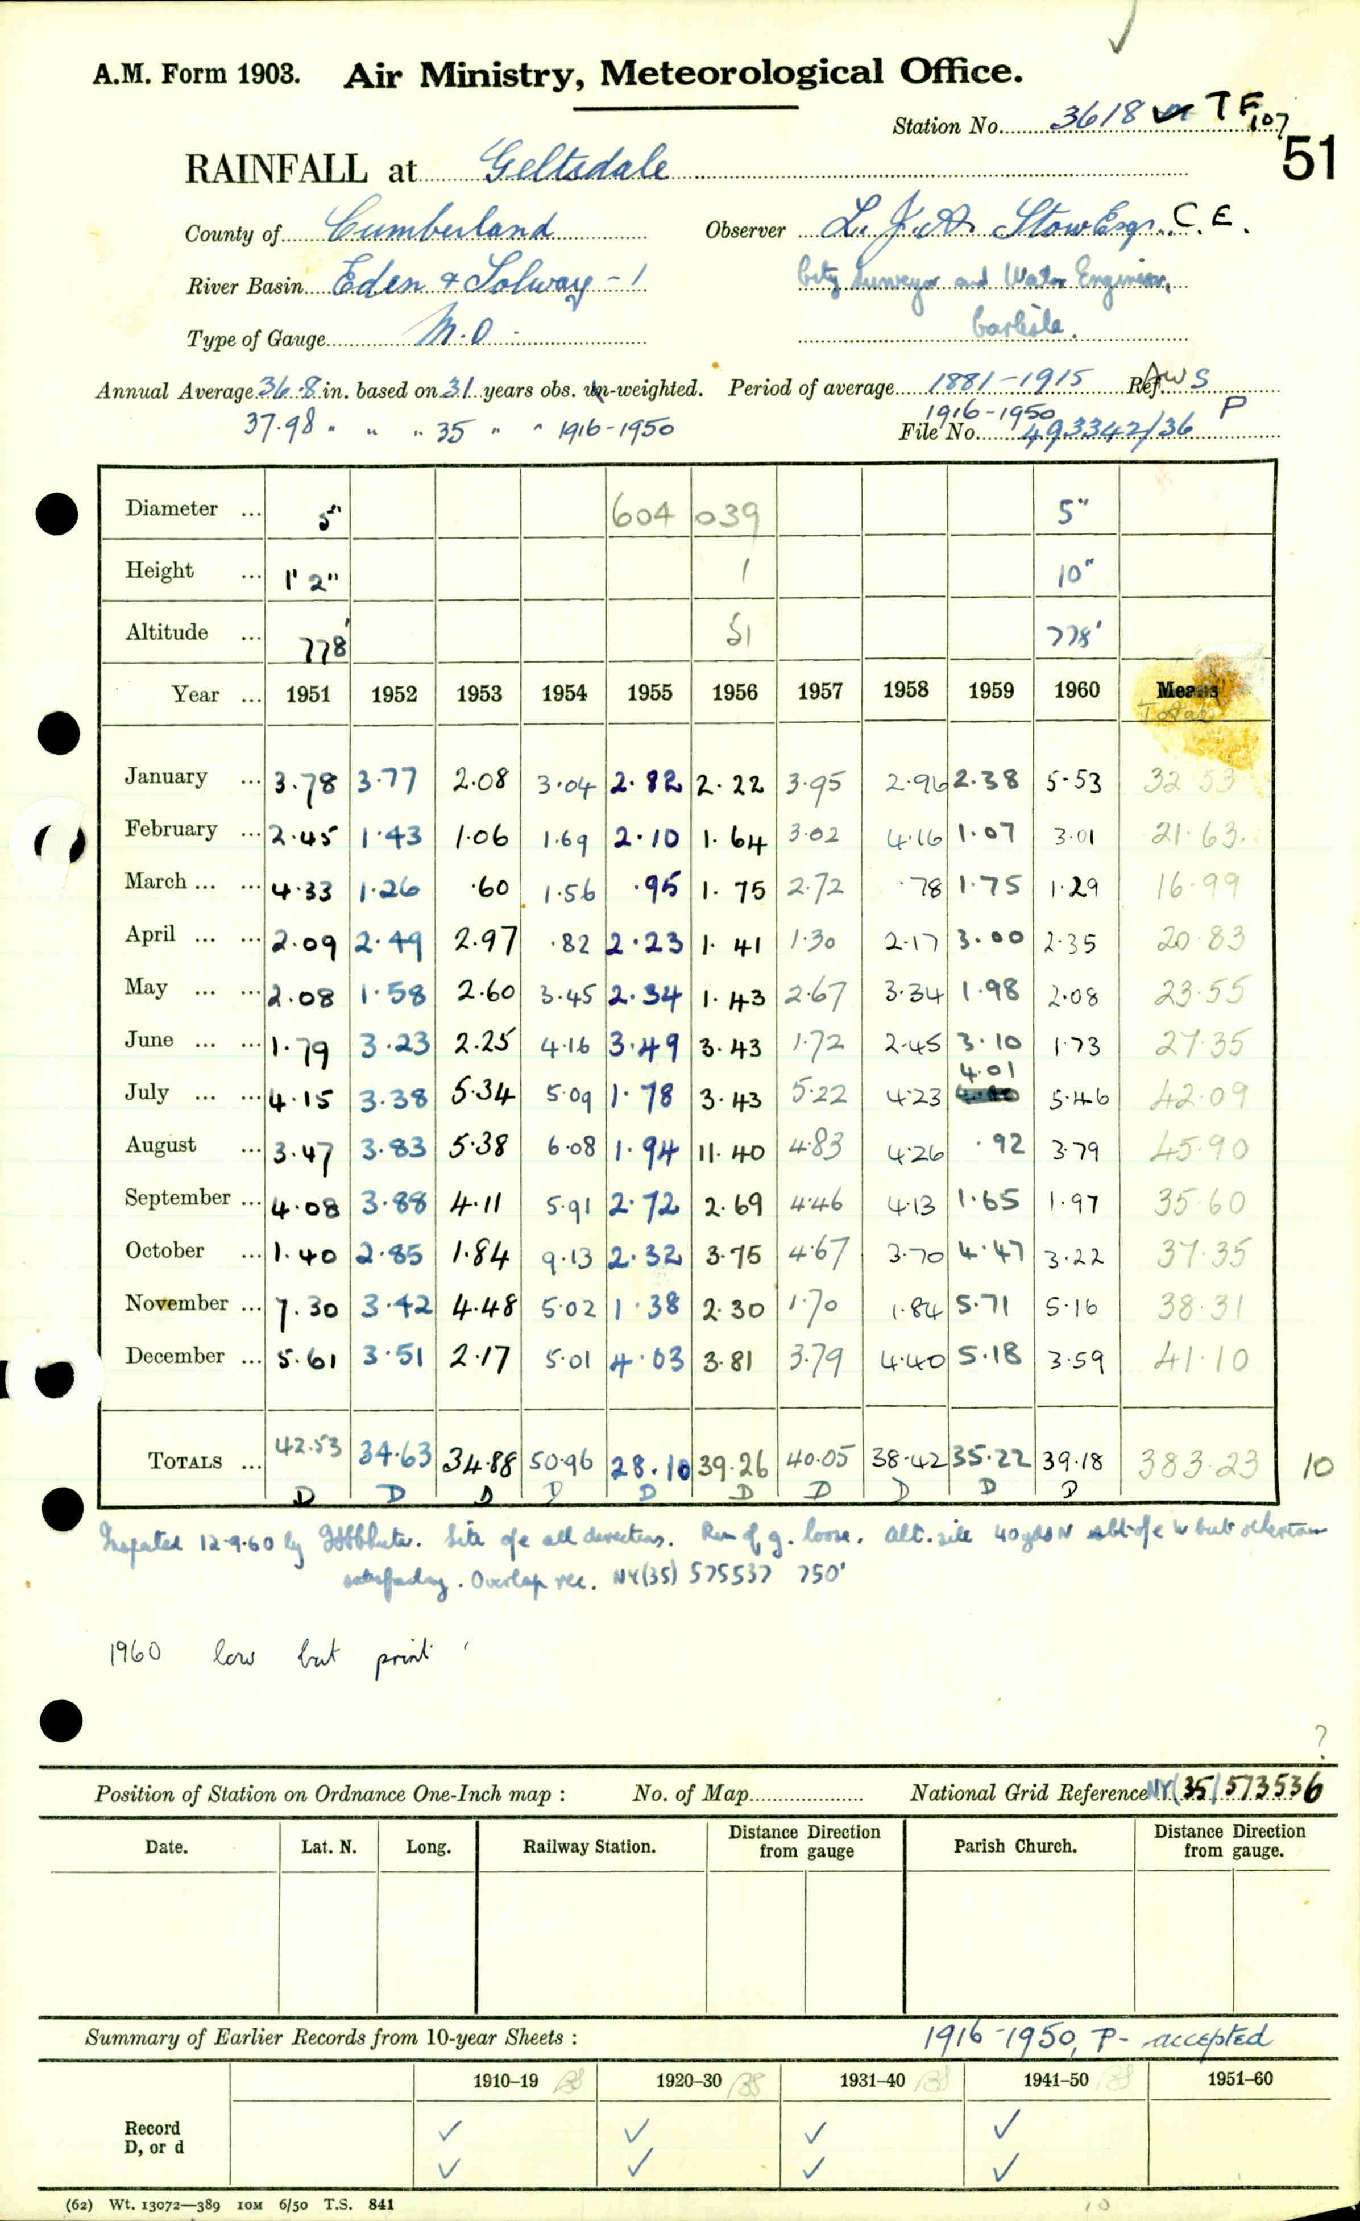 A.M. Form 1903. Air Ministry, Meteorological Office.
Station No. 3618 TF 107
51
RAINFALL at Geltsdale
County of Cumberland Observer L. J. A. Stow Esqr. C.E.
River Basin Eden & Solway - 1 City Surveyor and Water Engineer,
Type of Gauge M.O. Carlisle.
Annual Average 36.8 in. based on 31 years obs. un-weighted. Period of average 1881-1915 Ref. AWS
37.98 " " " 35 " " 1916-1950 1916-1950 P
File No. 493342/36
Diameter ... 5" 604 039 5"
Height ... 1' 2" 1 10"
Altitude ... 778' 51 778'
Year ... 1951 1952 1953 1954 1955 1956 1957 1958 1959 1960 Means
Total
January ... 3.78 3.77 2.08 3.04 2.82 2.22 3.95 2.96 2.38 5.53 32.53
February ... 2.45 1.43 1.06 1.69 2.10 1.64 3.02 4.16 1.07 3.01 21.63
March ... ... 4.33 1.26 .60 1.56 .95 1.75 2.72 .78 1.75 1.29 16.99
April ... ... 2.09 2.49 2.97 .82 2.23 1.41 1.30 2.17 3.00 2.35 20.83
May ... ... 2.08 1.58 2.60 3.45 2.34 1.43 2.67 3.34 1.98 2.08 23.55
June ... ... 1.79 3.23 2.25 4.16 3.49 3.43 1.72 2.45 3.10 1.73 27.35
July ... ... 4.15 3.38 5.34 5.09 1.78 3.43 5.22 4.23 4.01 5.46 42.09
August ... 3.47 3.83 5.38 6.08 1.94 11.40 4.83 4.26 .92 3.79 45.90
September ... 4.08 3.88 4.11 5.91 2.72 2.69 4.46 4.13 1.65 1.97 35.60
October ... 1.40 2.85 1.84 9.13 2.32 3.75 4.67 3.70 4.47 3.22 37.35
November ... 7.30 3.42 4.48 5.02 1.38 2.30 1.70 1.84 5.71 5.16 38.31
December ... 5.61 3.51 2.17 5.01 4.03 3.81 3.79 4.40 5.18 3.59 41.10
TOTALS ... 42.53 34.63 34.88 50.96 28.10 39.26 40.05 38.42 35.22 39.18 383.23 10
D D D D D D D D D D
Inspected 12-9-60 by . Site of e all directions. Rim of g. loose. Alt. site 40 yds N of e W but otherwise
satisfactory. Overlap rec. NY(35) 575537 750'
1960 low but print
?
Position of Station on Ordnance One-Inch map : No. of Map National Grid Reference NY(35)573536
Date. Lat. N. Long. Railway Station. Distance from Direction gauge Parish Church. Distance from Direction gauge.
Summary of Earlier Records from 10-year Sheets : 1916-1950, P- accepted
1910-19 1920-30 1931-40 1941-50 1951-60
Record ✓ ✓ ✓ ✓
D, or d ✓ ✓ ✓ ✓
(62) Wt. 13072—389 10M 6/50 T.S. 841
10